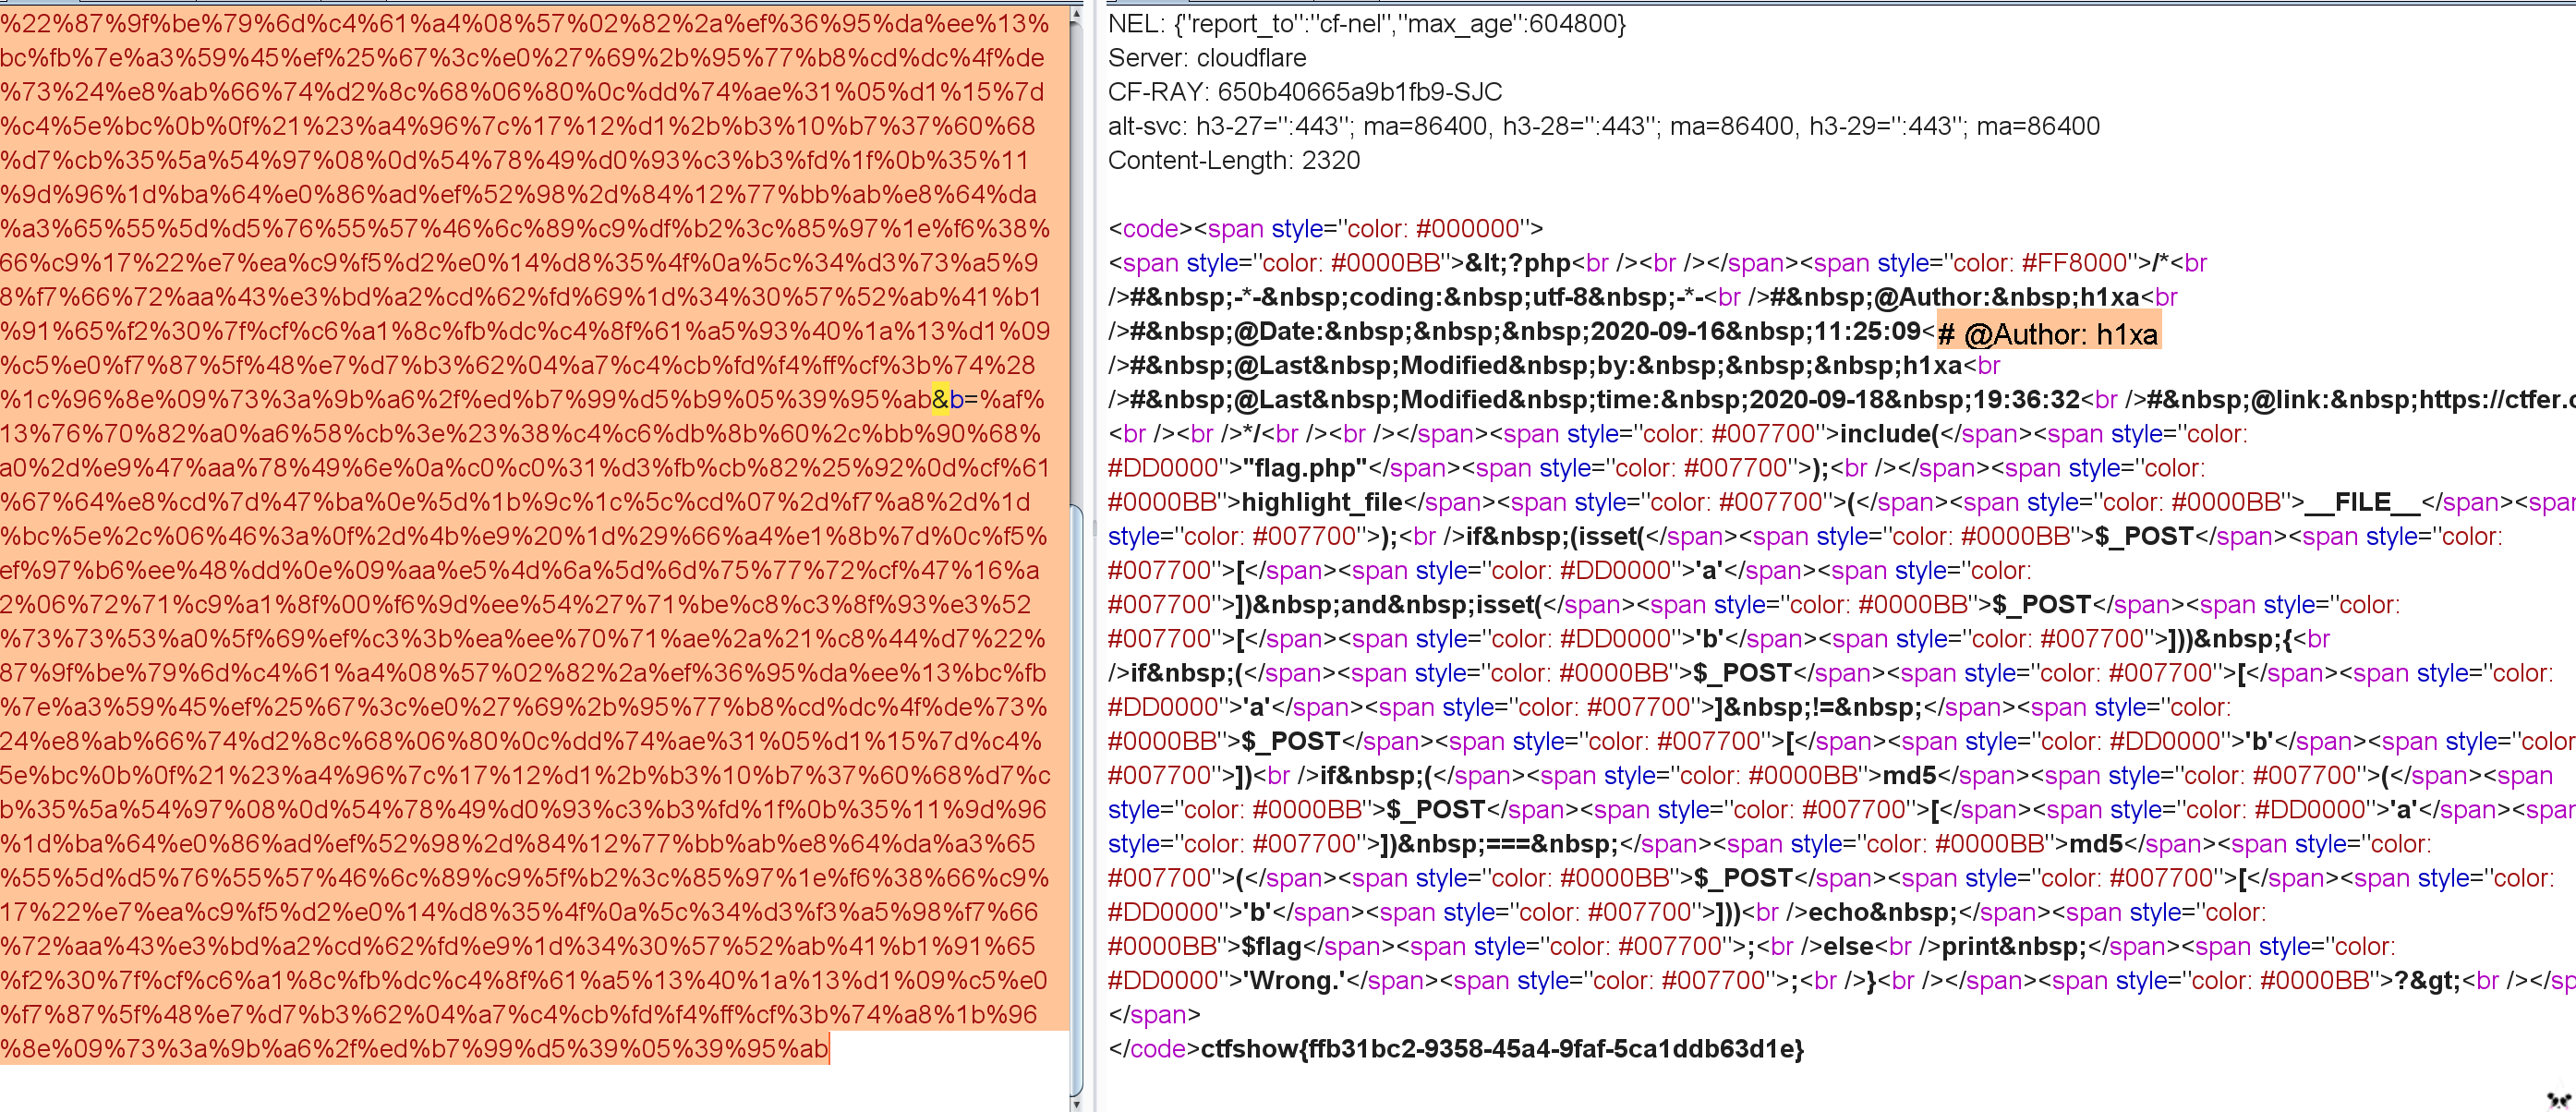 %22%87%9f%be%79%6d%c4%61%a4%08%57%02%82%2a%ef%36%95%da%ee%13%
bc%fb%7e%a3%59%45%ef%25%67%3c%e0%27%69%2b%95%77%b8%cd%dc%4f%de
%73%24%e8%ab%66%74%d2%8c%68%06%80%0c%dd%74%ae%31%05%d1%15%7d
%c4%5e%bc%0b%0f%21%23%a4%96%7c%17%12%d1%2b%b3%10%b7%37%60%68
%d7%cb%35%5a%54%97%08%0d%54%78%49%d0%93%c3%b3%fd%1f%0b%35%11
%9d%96%1d%ba%64%e0%86%ad%ef%52%98%2d%84%12%77%bb%ab%e8%64%da
%a3%65%55%5d%d5%76%55%57%46%6c%89%c9%df%b2%3c%85%97%1e%f6%38%
66%c9%17%22%e7%ea%c9%f5%d2%e0%14%d8%35%4f%0a%5c%34%d3%73%a5%9
8%f7%66%72%aa%43%e3%bd%a2%cd%62%fd%69%1d%34%30%57%52%ab%41%b1
%91%65%f2%30%7f%cf%c6%a1%8c%fb%dc%c4%8f%61%a5%93%40%1a%13%d1%09
%c5%e0%f7%87%5f%48%e7%d7%b3%62%04%a7%c4%cb%fd%f4%ff%cf%3b%74%28
%1c%96%8e%09%73%3a%9b%a6%2f%ed%b7%99%d5%b9%05%39%95%ab&b=%af%
13%76%70%82%a0%a6%58%cb%3e%23%38%c4%c6%db%8b%60%2c%bb%90%68%
a0%2d%e9%47%aa%78%49%6e%0a%c0%c0%31%d3%fb%cb%82%25%92%0d%cf%61
%67%64%e8%cd%7d%47%ba%0e%5d%1b%9c%1c%5c%cd%07%2d%f7%a8%2d%1d
%bc%5e%2c%06%46%3a%0f%2d%4b%e9%20%1d%29%66%a4%e1%8b%7d%0c%f5%
ef%97%b6%ee%48%dd%0e%09%aa%e5%4d%6a%5d%6d%75%77%72%cf%47%16%a
2%06%72%71%c9%a1%8f%00%f6%9d%ee%54%27%71%be%c8%c3%8f%93%e3%52
%73%73%53%a0%5f%69%ef%c3%3b%ea%ee%70%71%ae%2a%21%c8%44%d7%22%
87%9f%be%79%6d%c4%61%a4%08%57%02%82%2a%ef%36%95%da%ee%13%bc%fb
%7e%a3%59%45%ef%25%67%3c%e0%27%69%2b%95%77%b8%cd%dc%4f%de%73%
24%e8%ab%66%74%d2%8c%68%06%80%0c%dd%74%ae%31%05%d1%15%7d%c4%
5e%bc%0b%0f%21%23%a4%96%7c%17%12%d1%2b%b3%10%b7%37%60%68%d7%c
b%35%5a%54%97%08%0d%54%78%49%d0%93%c3%b3%fd%1f%0b%35%11%9d%96
%1d%ba%64%e0%86%ad%ef%52%98%2d%84%12%77%bb%ab%e8%64%da%a3%65
%55%5d%d5%76%55%57%46%6c%89%c9%5f%b2%3c%85%97%1e%f6%38%66%c9%
17%22%e7%ea%c9%f5%d2%e0%14%d8%35%4f%0a%5c%34%d3%f3%a5%98%f7%66
%72%aa%43%e3%bd%a2%cd%62%fd%e9%1d%34%30%57%52%ab%41%b1%91%65
%f2%30%7f%cf%c6%a1%8c%fb%dc%c4%8f%61%a5%13%40%1a%13%d1%09%c5%e0
%f7%87%5f%48%e7%d7%b3%62%04%a7%c4%cb%fd%f4%ff%cf%3b%74%a8%1b%96
%8e%09%73%3a%9b%a6%2f%ed%b7%99%d5%39%05%39%95%ab
NEL: {"report_to":"cf-nel","max_age":604800}
Server: cloudflare
CF-RAY: 650b40665a9b1fb9-SJC
alt-svc: h3-27=":443"; ma=86400, h3-28=":443"; ma=86400, h3-29=":443"; ma=86400
Content-Length: 2320
<code><span style="color: #000000">
<span style="color: #0000BB">&lt;?php<br /><br /></span><span style="color: #FF8000">/*<br
/>#&nbsp;-*-&nbsp;coding:&nbsp;utf-8&nbsp;-*-<br />#&nbsp;@Author:&nbsp;h1xa<br
/>#&nbsp;@Date:&nbsp;&nbsp;&nbsp;2020-09-16&nbsp;11:25:09<# @Author: h1xa
/>#&nbsp;@Last&nbsp;Modified&nbsp;by:&nbsp;&nbsp;&nbsp;h1xa<br
/>#&nbsp;@Last&nbsp;Modified&nbsp;time:&nbsp;2020-09-18&nbsp;19:36:32<br />#&nbsp;@link:&nbsp;https://ctfer.c
<br /><br />*/<br /><br /></span><span style="color: #007700">include(</span><span style="color:
#DD0000">"flag.php"</span><span style="color: #007700">);<br /></span><span style="color:
#0000BB">highlight_file</span><span style="color: #007700">(</span><span style="color: #0000BB">__FILE__</span><span
style="color: #007700">);<br />if&nbsp;(isset(</span><span style="color: #0000BB">$_POST</span><span style="color:
#007700">[</span><span style="color: #DD0000">'a'</span><span style="color:
#007700">])&nbsp;and&nbsp;isset(</span><span style="color: #0000BB">$_POST</span><span style="color:
#007700">[</span><span style="color: #DD0000">'b'</span><span style="color: #007700">]))&nbsp;{<br
/>if&nbsp;(</span><span style="color: #0000BB">$_POST</span><span style="color: #007700">[</span><span style="color:
#DD0000">'a'</span><span style="color: #007700">]&nbsp;!=&nbsp;</span><span style="color:
#0000BB">$_POST</span><span style="color: #007700">[</span><span style="color: #DD0000">'b'</span><span style="color
#007700">])<br />if&nbsp;(</span><span style="color: #0000BB">md5</span><span style="color: #007700">(</span><span
style="color: #0000BB">$_POST</span><span style="color: #007700">[</span><span style="color: #DD0000">'a'</span><spar
style="color: #007700">])&nbsp;===&nbsp;</span><span style="color: #0000BB">md5</span><span style="color:
#007700">(</span><span style="color: #0000BB">$_POST</span><span style="color: #007700">[</span><span style="color:
#DD0000">'b'</span><span style="color: #007700">]))<br />echo&nbsp;</span><span style="color:
#0000BB">$flag</span><span style="color: #007700">;<br />else<br />print&nbsp;</span><span style="color:
#DD0000">'Wrong.'</span><span style="color: #007700">;<br />}<br /></span><span style="color: #0000BB">?&gt;<br /></sp
</span>
</code>ctfshow{ffb31bc2-9358-45a4-9faf-5ca1ddb63d1e}